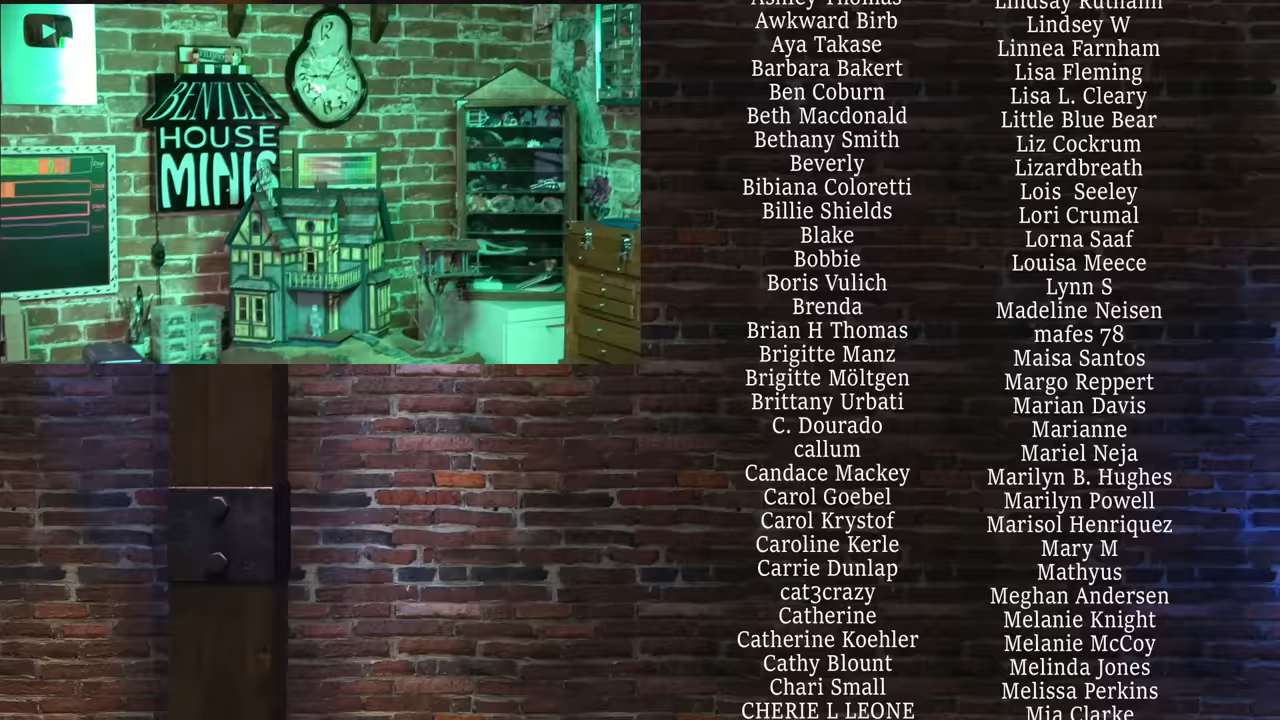 BENTLEY
HOUSE
MINIS
Awkward Birb
Aya Takase
Barbara Bakert
Ben Coburn
Beth Macdonald
Bethany Smith
Beverly
Bibiana Coloretti
Billie Shields
Blake
Bobbie
Boris Vulich
Brenda
Brian H Thomas
Brigitte Manz
Brigitte Möltgen
Brittany Urbati
C. Dourado
callum
Candace Mackey
Carol Goebel
Carol Krystof
Caroline Kerle
Carrie Dunlap
cat3crazy
Catherine
Catherine Koehler
Cathy Blount
Chari Small
CHERIE L LEONE
Lindsey W
Linnea Farnham
Lisa Fleming
Lisa L. Cleary
Little Blue Bear
Liz Cockrum
Lizardbreath
Lois  Seeley
Lori Crumal
Lorna Saaf
Louisa Meece
Lynn S
Madeline Neisen
mafes 78
Maisa Santos
Margo Reppert
Marian Davis
Marianne
Mariel Neja
Marilyn B. Hughes
Marilyn Powell
Marisol Henriquez
Mary M
Mathyus
Meghan Andersen
Melanie Knight
Melanie McCoy
Melinda Jones
Melissa Perkins
Mia Clarke